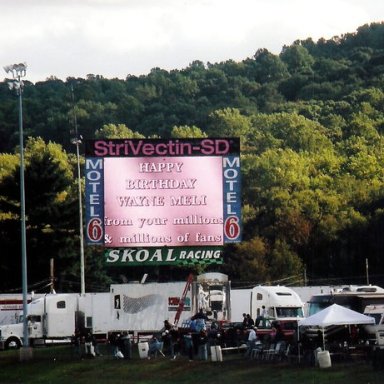 StriVectin-SD
MOTEL 6
HAPPY
BIRTHDAY
WAYNE MELI
from your millions
& millions of fans
MOTEL 6
SKOAL RACING